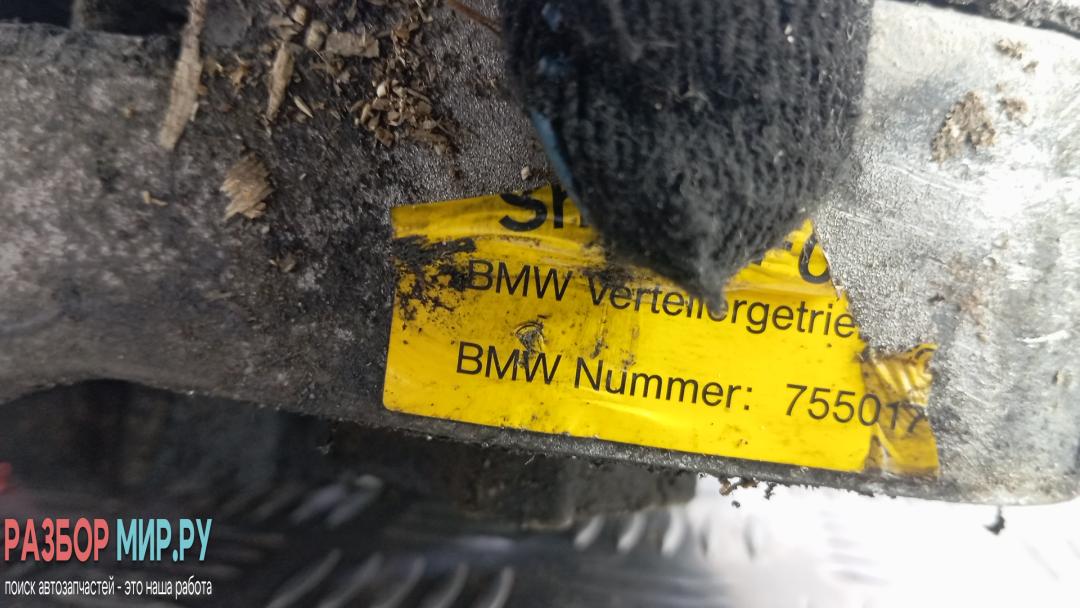 BMW Verteilergetrie
BMW Nummer: 755017
РАЗБОР МИР.РУ
поиск автозапчастей - это наша работа